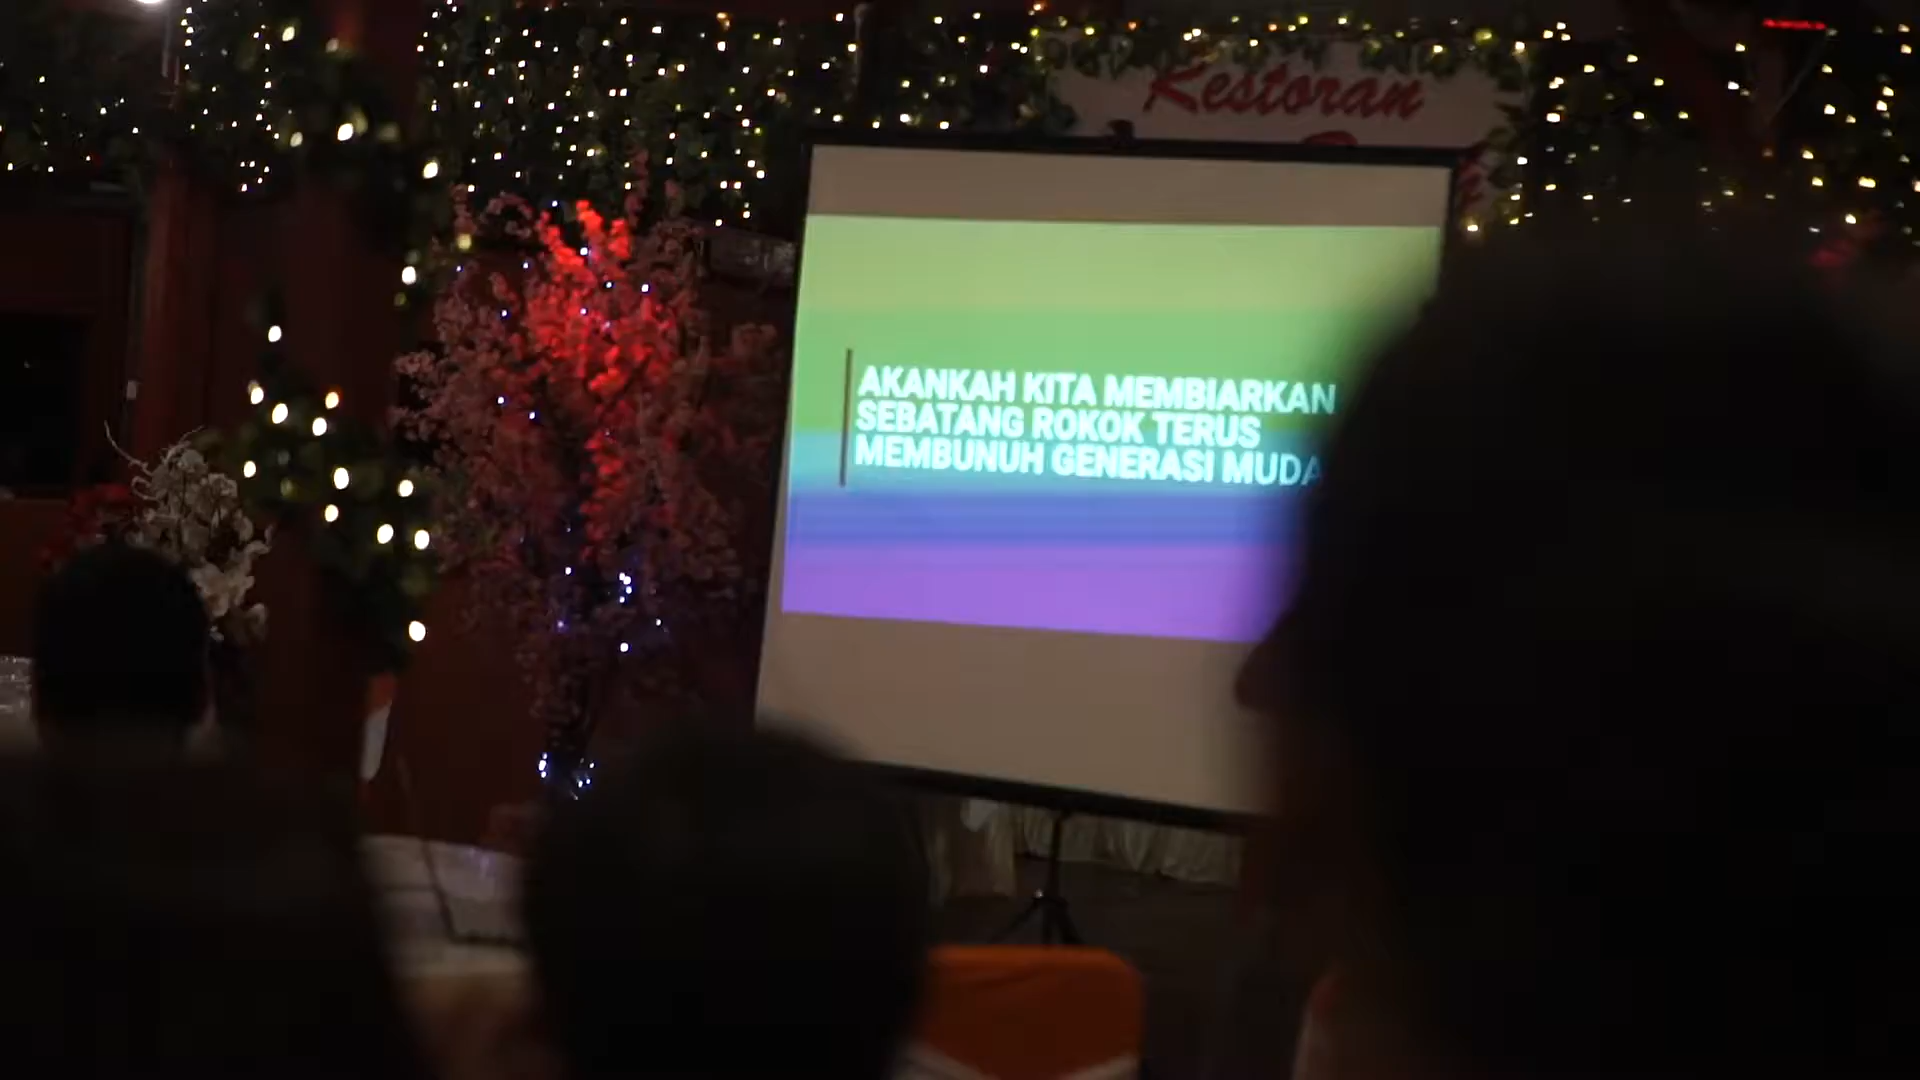 Restoran
AKANKAH KITA MEMBIARKAN
SEBATANG ROKOK TERUS
MEMBUNUH GENERASI MUDA